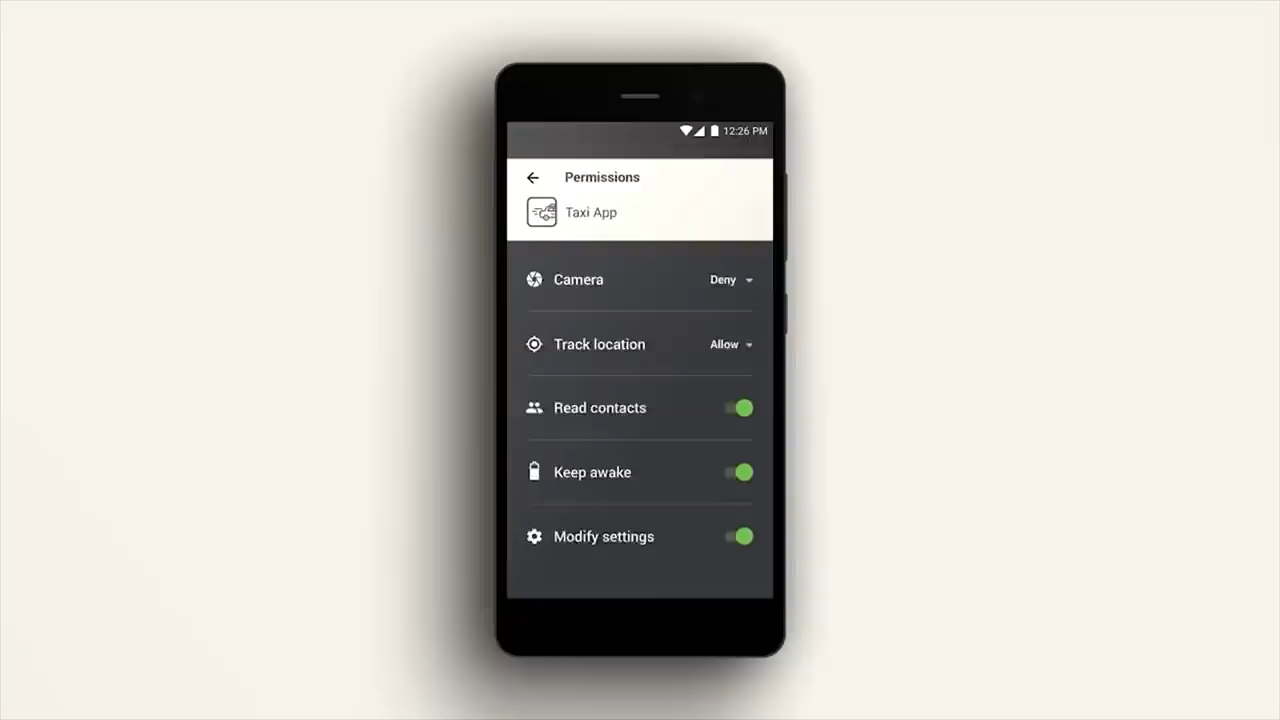 12:26 PM
Permissions
Taxi App
Camera Deny
Track location Allow
Read contacts
Keep awake
Modify settings